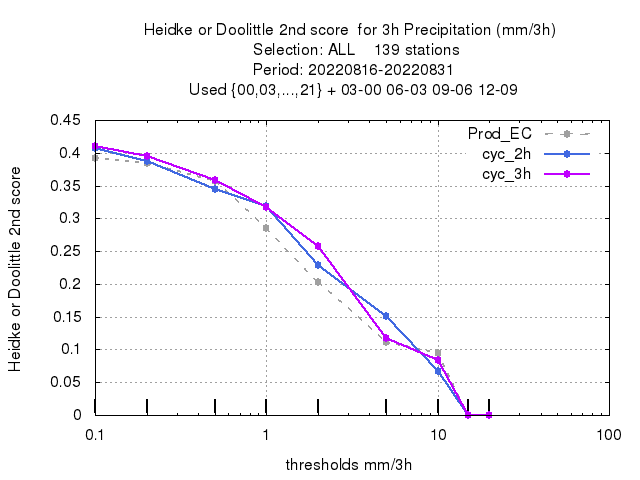 Heidke or Doolittle 2nd score  for 3h Precipitation (mm/3h)
Selection: ALL    139 stations
Period: 20220816-20220831
Used {00,03,...,21} + 03-00 06-03 09-06 12-09
Prod_EC
cyc_2h
cyc_3h
0.45
0.4
0.35
0.3
0.25
0.2
0.15
0.1
0.05
0
Heidke or Doolittle 2nd score
0.1 1 10 100
thresholds mm/3h